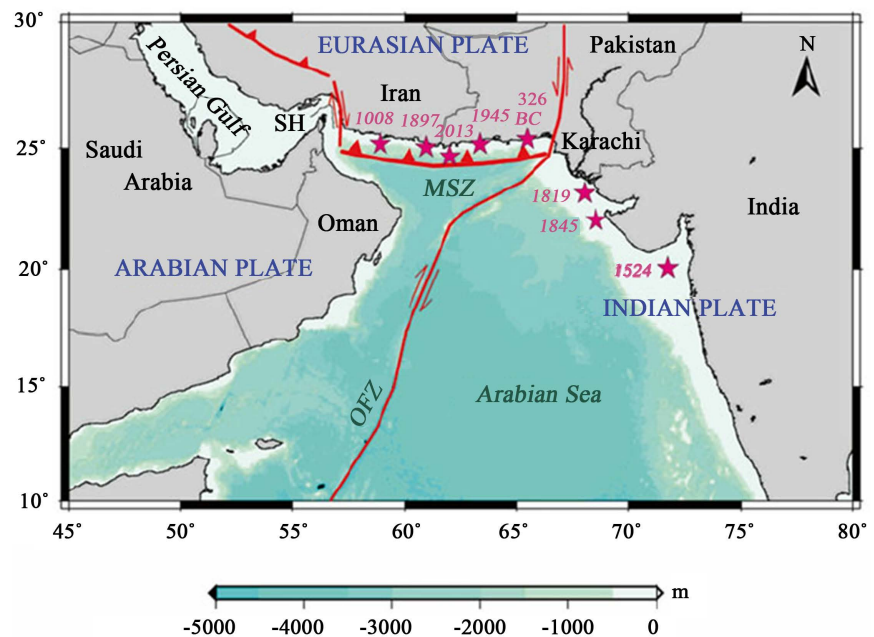 30°
EURASIAN PLATE
Pakistan
N
Persian Gulf
Iran
SH
1008
1897
2013
1945
326
BC
25°
Karachi
Saudi
Arabia
MSZ
1819
India
Oman
1845
20°
ARABIAN PLATE
1524
INDIAN PLATE
15°
OFZ
Arabian Sea
10°
45°
50°
55°
60°
65°
70°
75°
80°
m
-5000
-4000
-3000
-2000
-1000
0